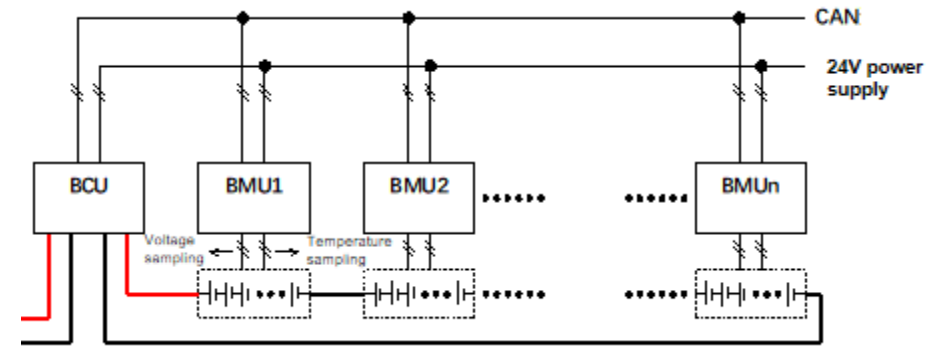 CAN
24V power
supply
BCU
BMU1
BMU2
BMUn
Voltage
sampling
Temperature
sampling